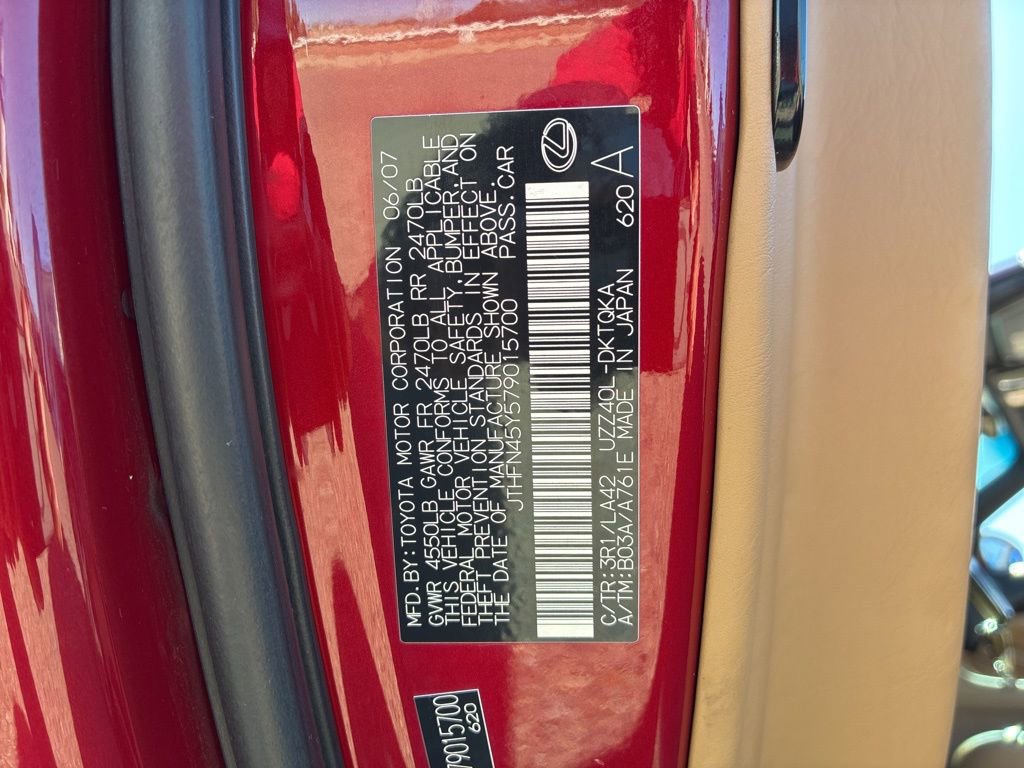 MFD.BY:TOYOTA MOTOR CORPORATION 06/07
GVWR 4550LB GAWR FR 2470LB RR 2470LB
THIS VEHICLE CONFORMS TO ALL APPLICABLE
FEDERAL MOTOR VEHICLE SAFETY,BUMPER,AND
THEFT PREVENTION STANDARDS IN EFFECT ON
THE DATE OF MANUFACTURE SHOWN ABOVE.
JTHFN45Y579015700 PASS.CAR
C/TR:3R1/LA42 UZZ40L-DKTQKA
A/TM:B03A/A761E MADE IN JAPAN 620 A
79015700
620